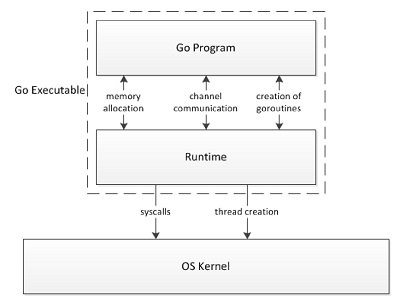 Go Program
Go Executable
memory
allocation
channel
communication
creation of
goroutines
Runtime
syscalls
thread creation
OS Kernel